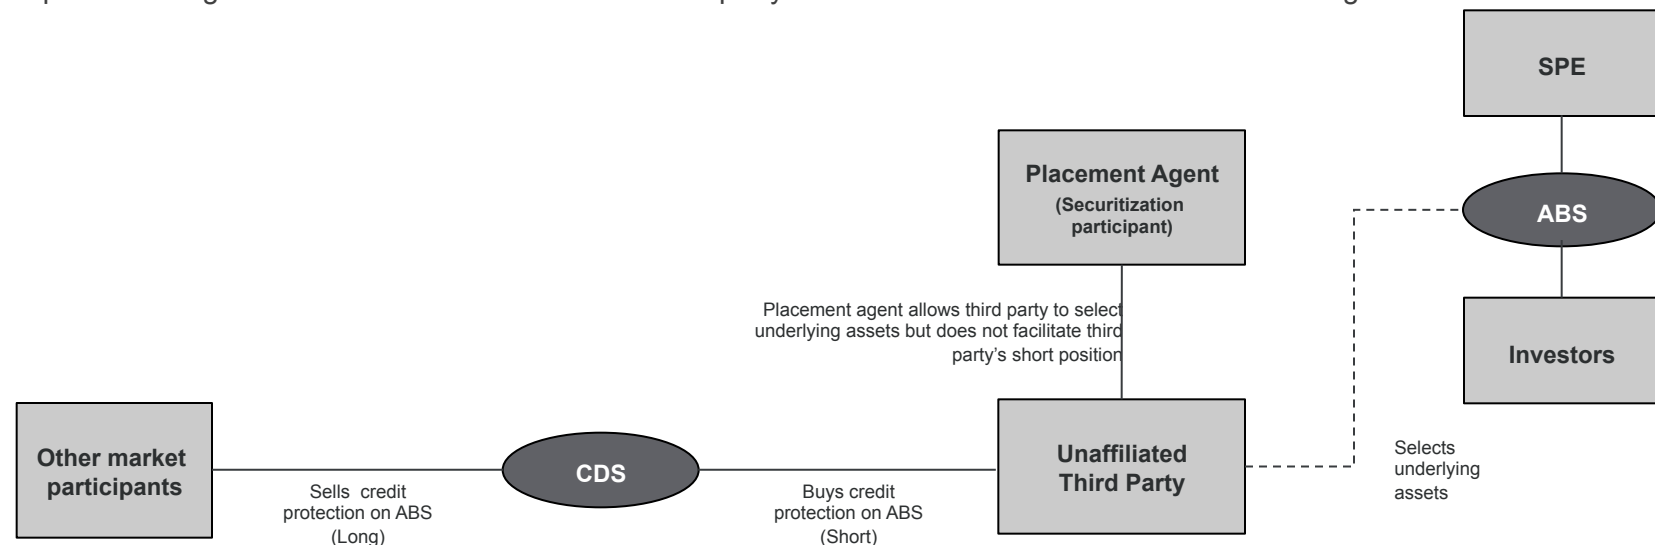 SPE
Placement Agent
(Securitization
participant)
ABS
Placement agent allows third party to select
underlying assets but does not facilitate third
party's short position
Investors
Other market
participants
CDS
Unaffiliated
Third Party
Selects
underlying
assets
Sells credit
protection on ABS
(Long)
Buys credit
protection on ABS
(Short)